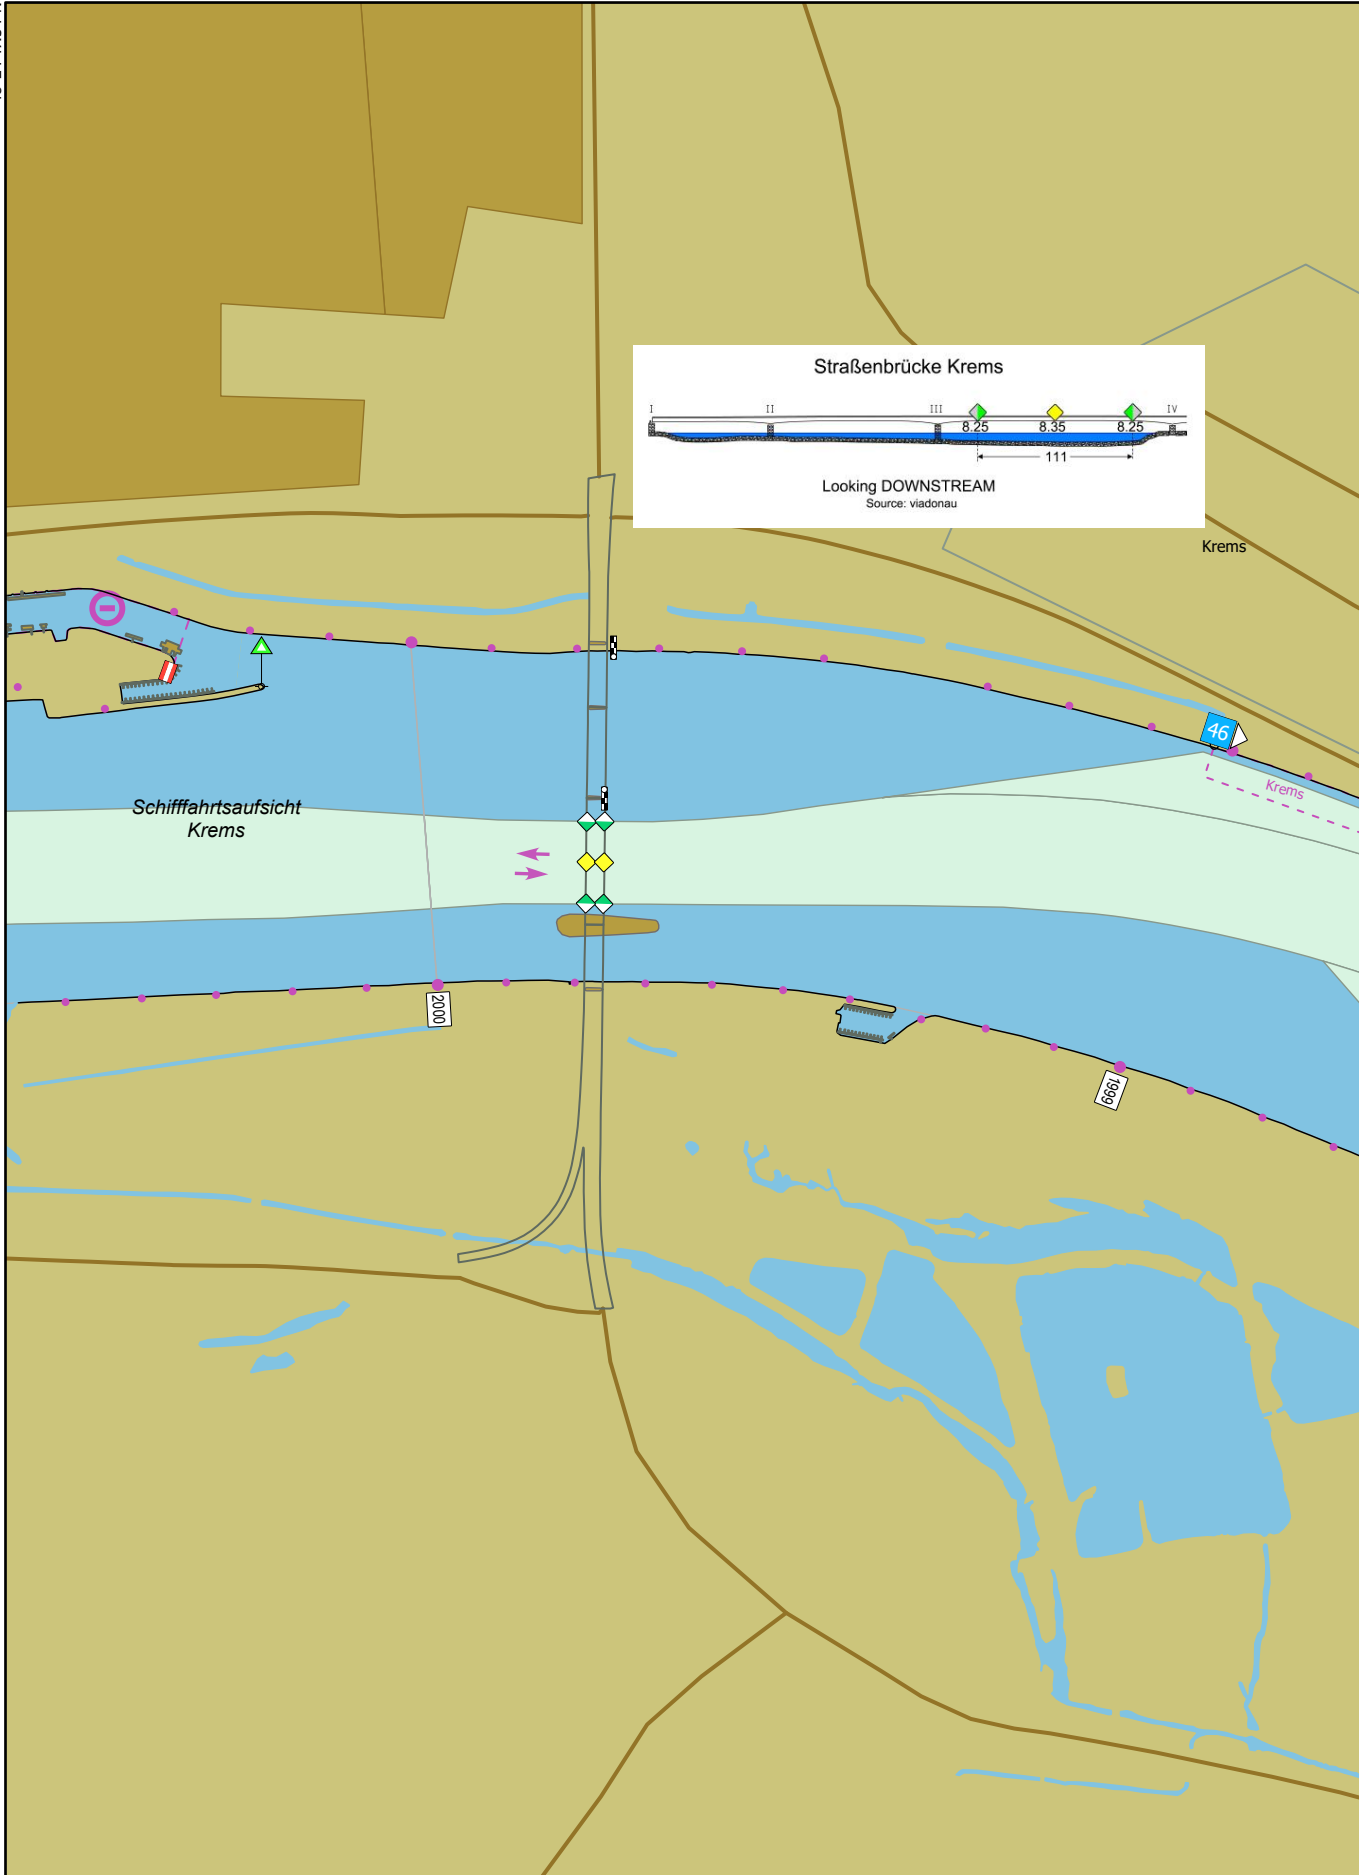 Straßenbrücke Krems
I II III IV
8.25 8.35 8.25
111
Looking DOWNSTREAM
Source: viadonau
Krems
46
Krems
Schifffahrtsaufsicht
Krems
2000
1999